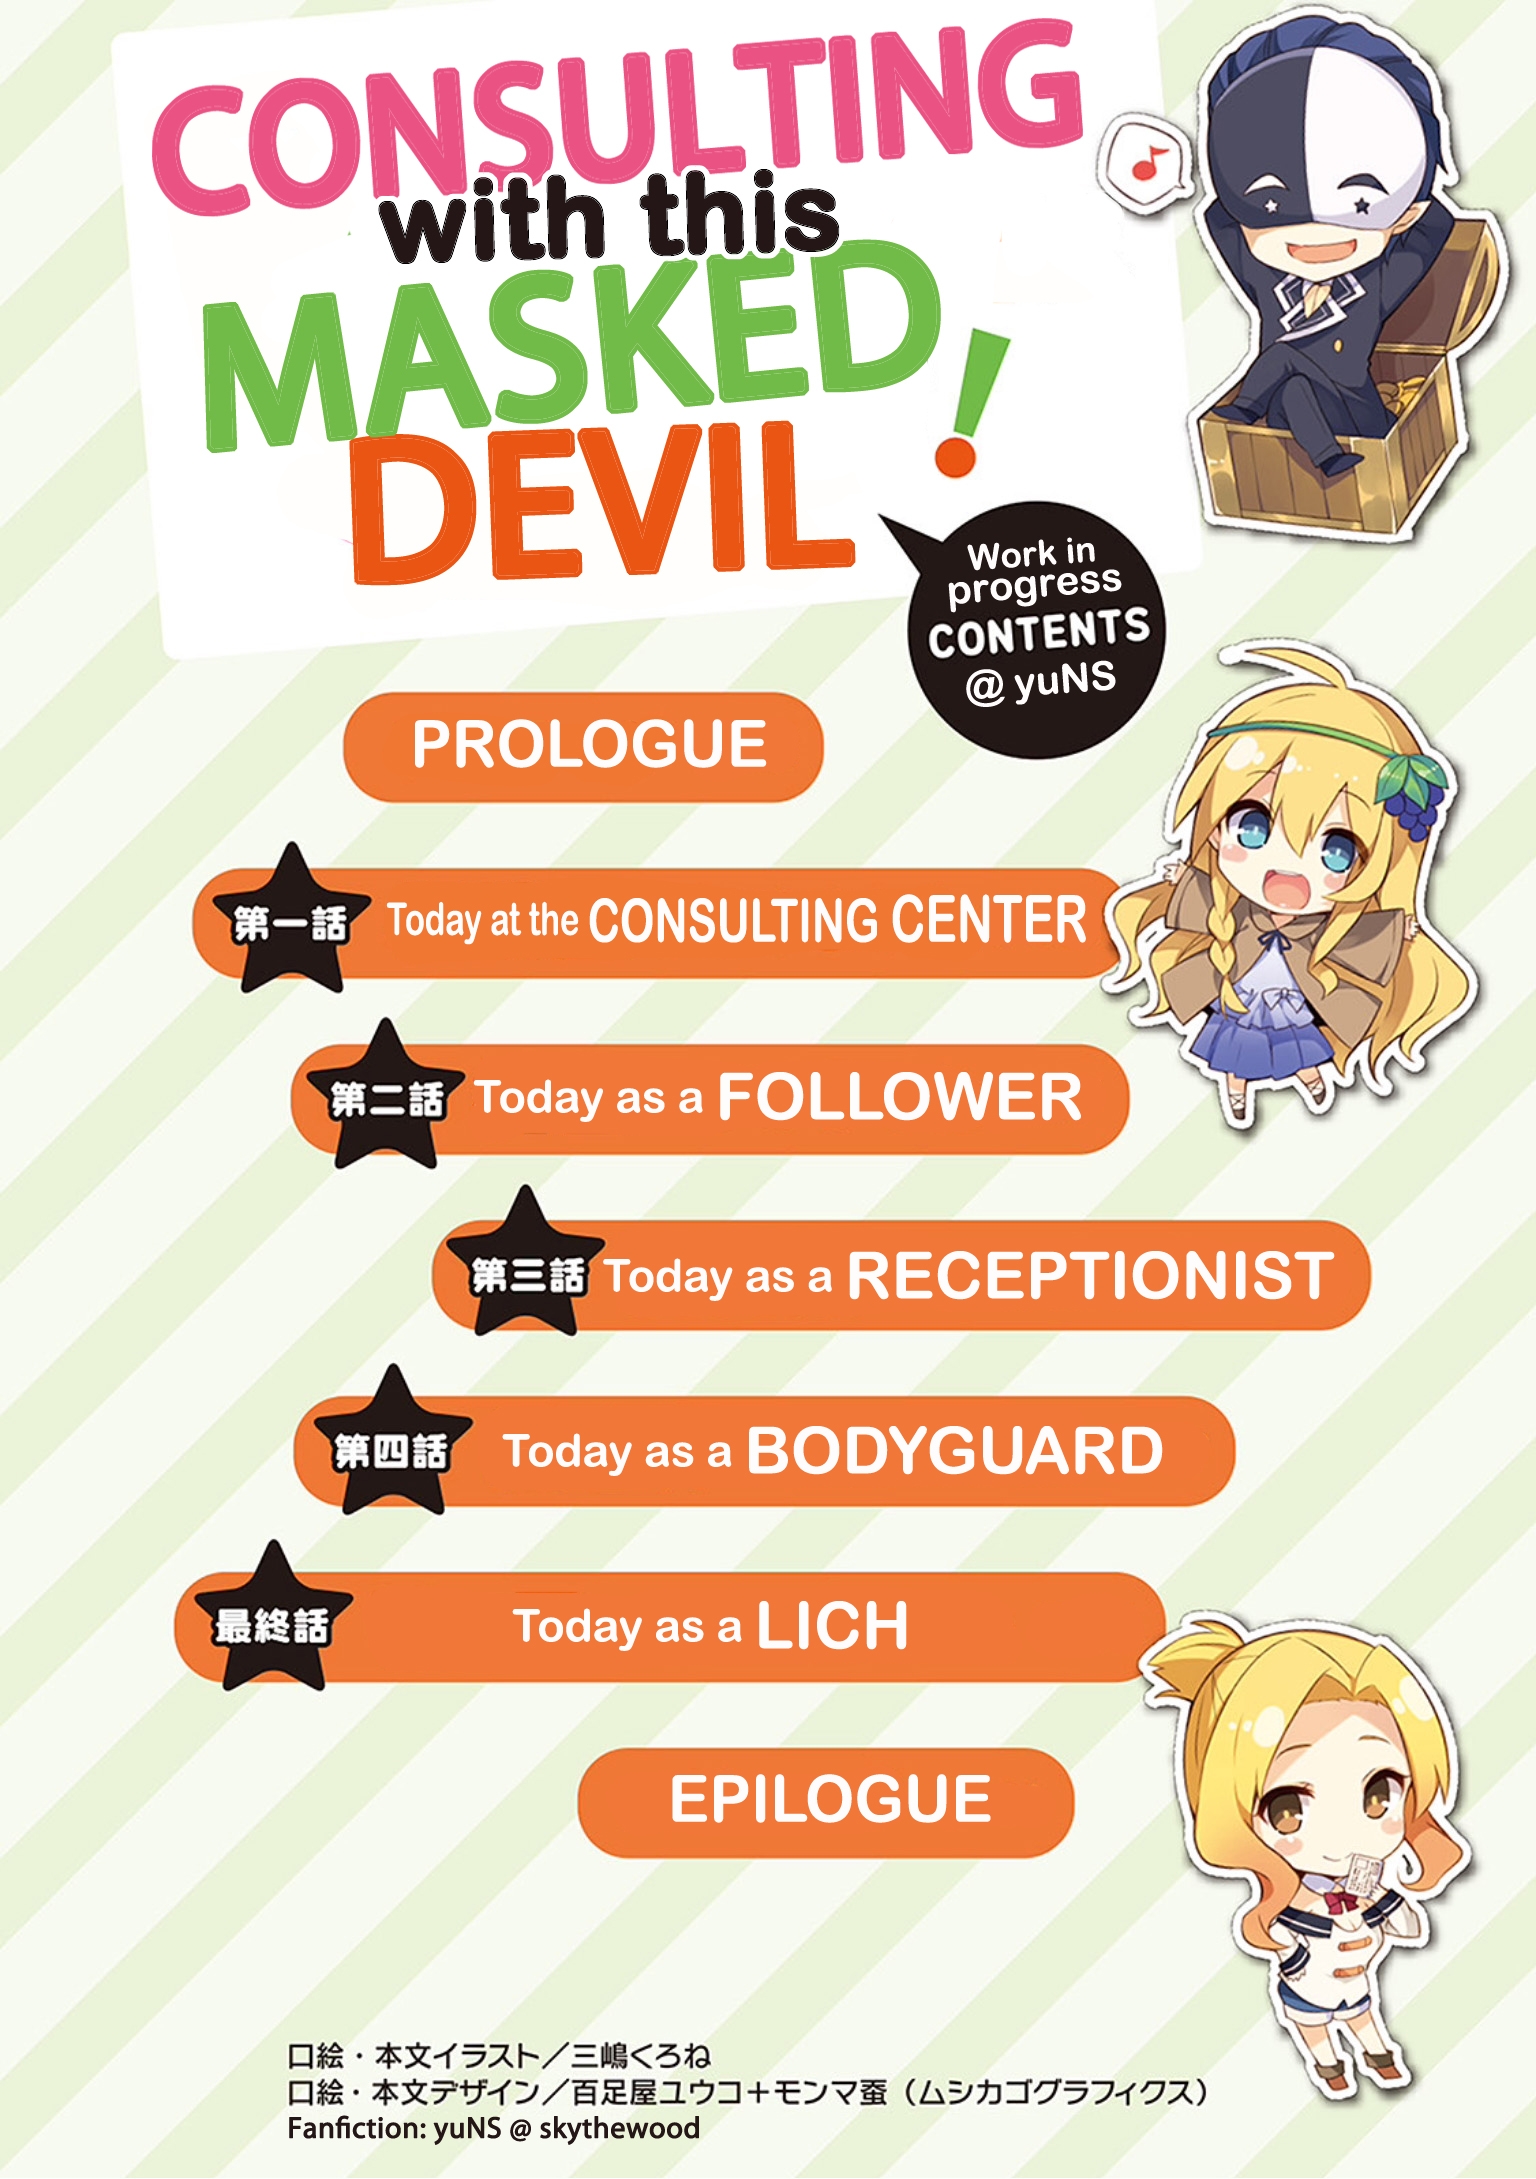 CONSULTING
with this
MASKED
DEVIL!
Work in
progress
CONTENTS
@ yuNS
PROLOGUE
第一話 Today at the CONSULTING CENTER
第二話 Today as a FOLLOWER
第三話 Today as a RECEPTIONIST
第四話 Today as a BODYGUARD
最終話 Today as a LICH
EPILOGUE
口絵・本文イラスト／三嶋くろね
口絵・本文デザイン／百足屋ユウコ＋モンマ蚕（ムシカゴグラフィクス）
Fanfiction: yuNS @ skythewood